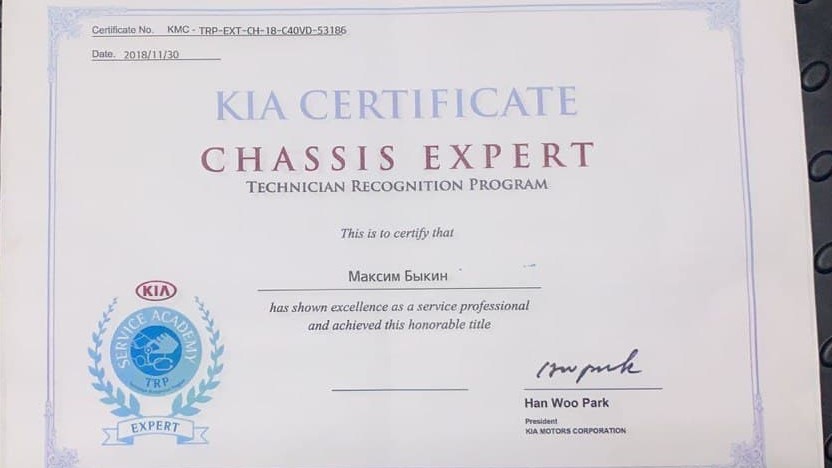 Certificate No. KMC - TRP-EXT-CH-18-C40VD-53186
Date. 2018/11/30
KIA CERTIFICATE
CHASSIS EXPERT
TECHNICIAN RECOGNITION PROGRAM
This is to certify that
Максим Быкин
has shown excellence as a service professional
and achieved this honorable title
KIA
SERVICE ACADEMY
TRP
EXPERT
Han Woo Park
President
KIA MOTORS CORPORATION